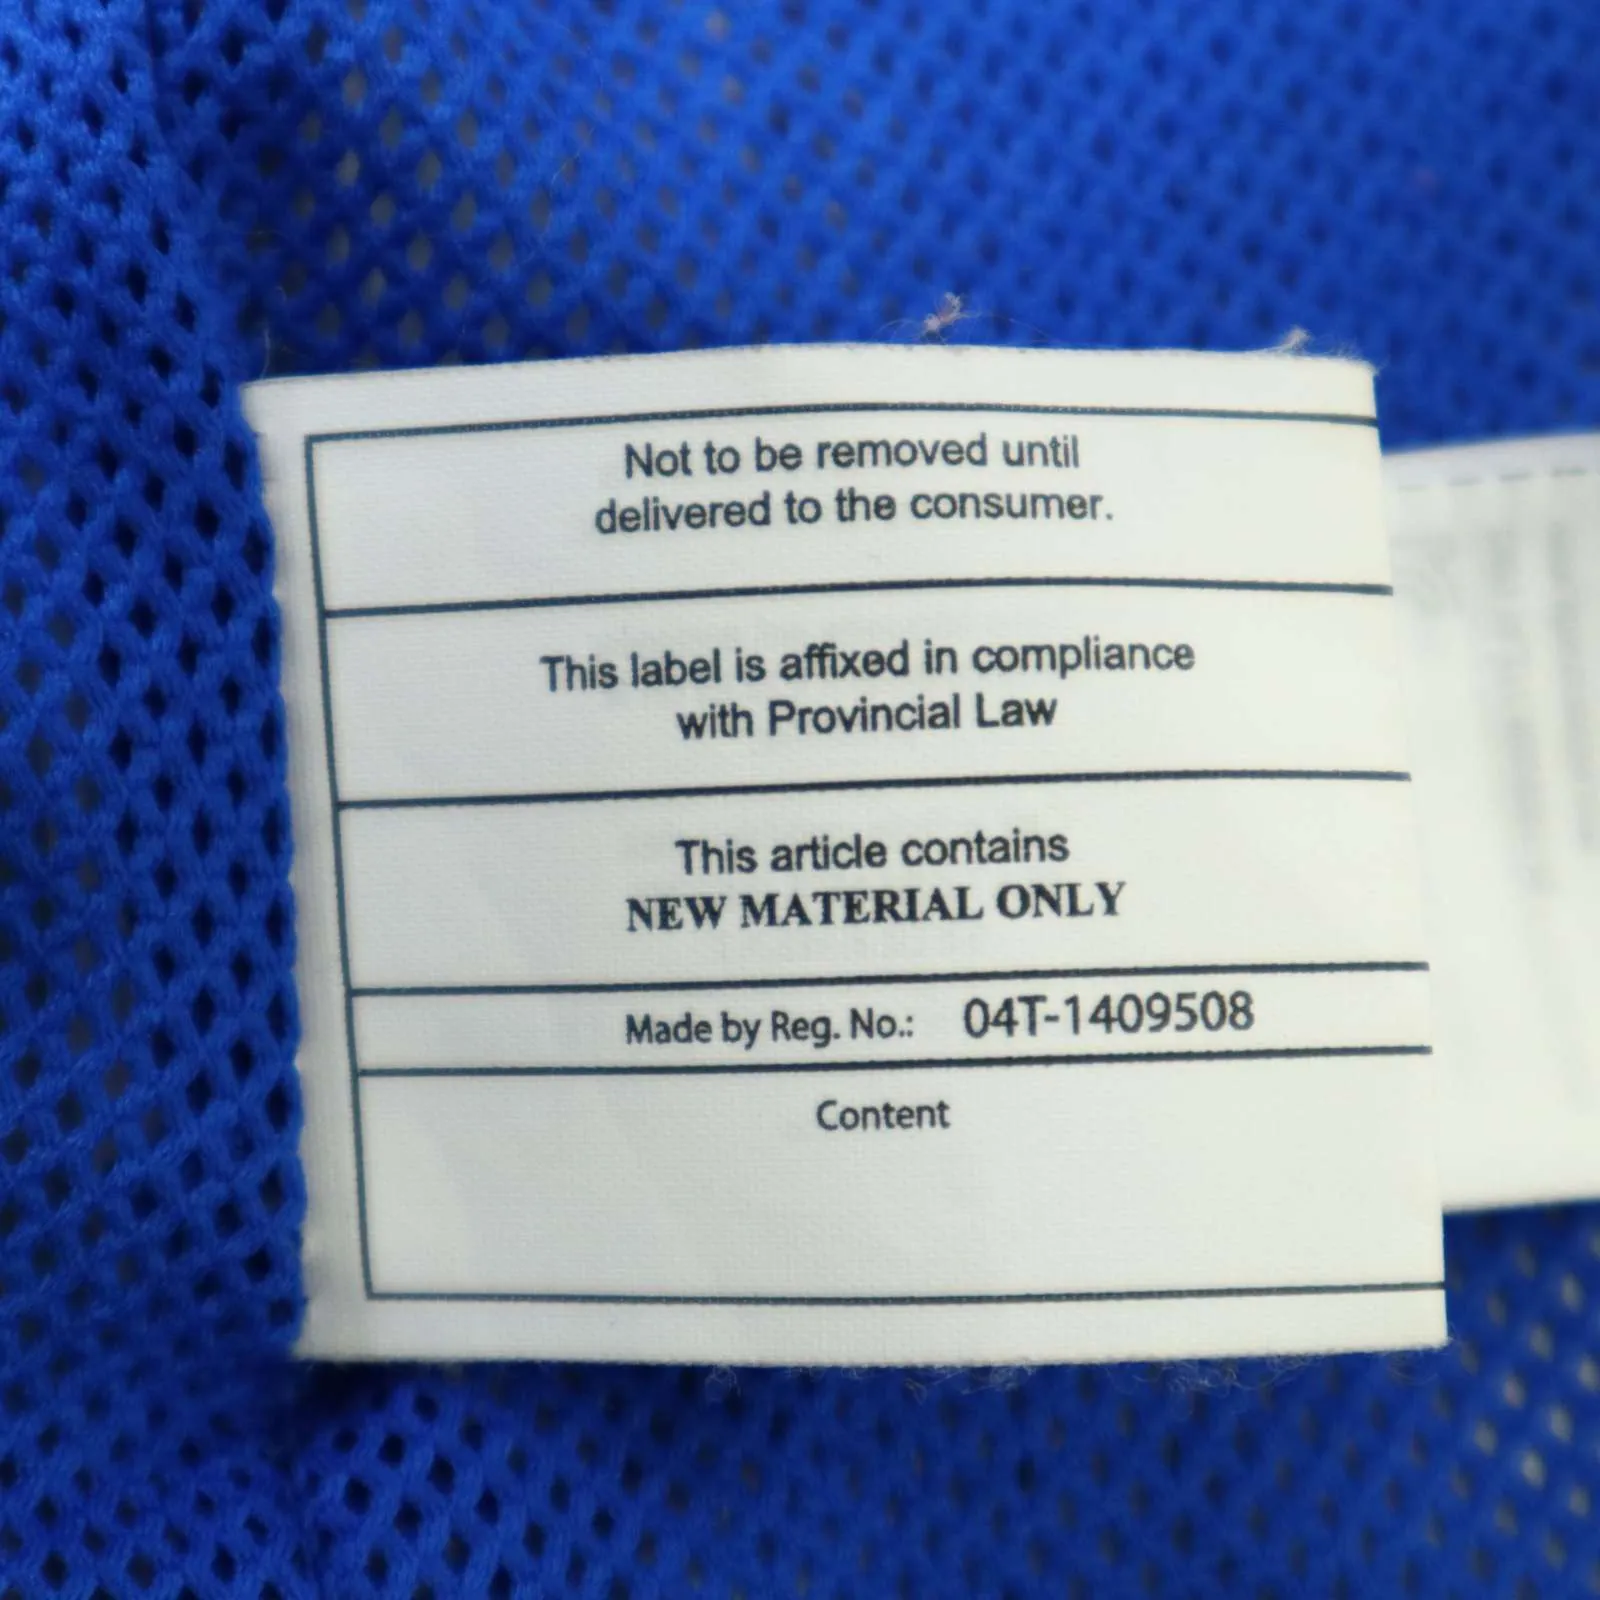 Not to be removed until
delivered to the consumer.
This label is affixed in compliance
with Provincial Law
This article contains
NEW MATERIAL ONLY
Made by Reg. No.: 04T-1409508
Content